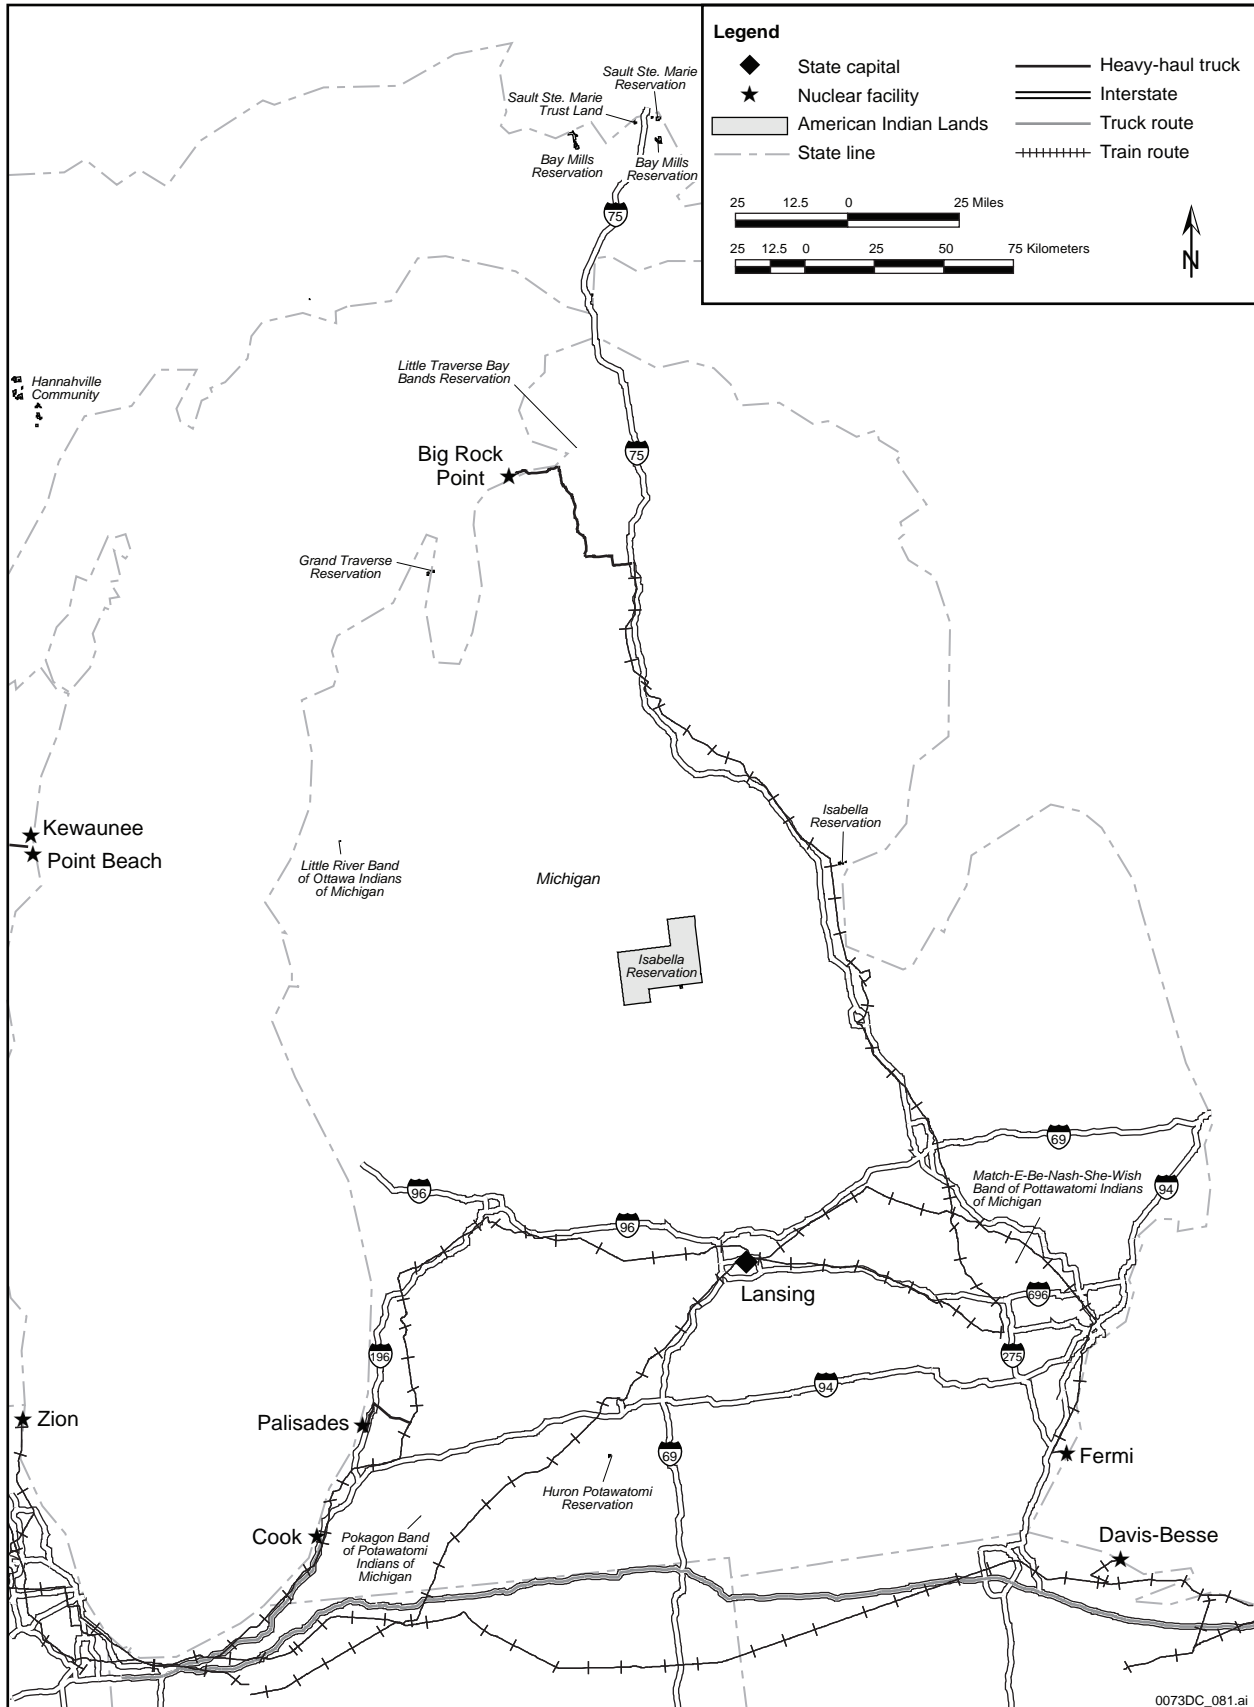 Legend
State capital
Nuclear facility
American Indian Lands
State line
Heavy-haul truck
Interstate
Truck route
Train route
25 12.5 0 25 Miles
25 12.5 0 25 50 75 Kilometers
N
Sault Ste. Marie
Reservation
Sault Ste. Marie
Trust Land
Bay Mills
Reservation
Bay Mills
Reservation
75
Little Traverse Bay
Bands Reservation
Hannahville
Community
75
Big Rock
Point
Grand Traverse
Reservation
Kewaunee
Point Beach
Isabella
Reservation
Little River Band
of Ottawa Indians
of Michigan
Michigan
Isabella
Reservation
69
Match-E-Be-Nash-She-Wish
Band of Pottawatomi Indians
of Michigan
94
96
96
Lansing
696
196
275
94
Zion
Palisades
69
Fermi
Huron Potawatomi
Reservation
Cook
Pokagon Band
of Potawatomi
Indians of
Michigan
Davis-Besse
0073DC_081.ai